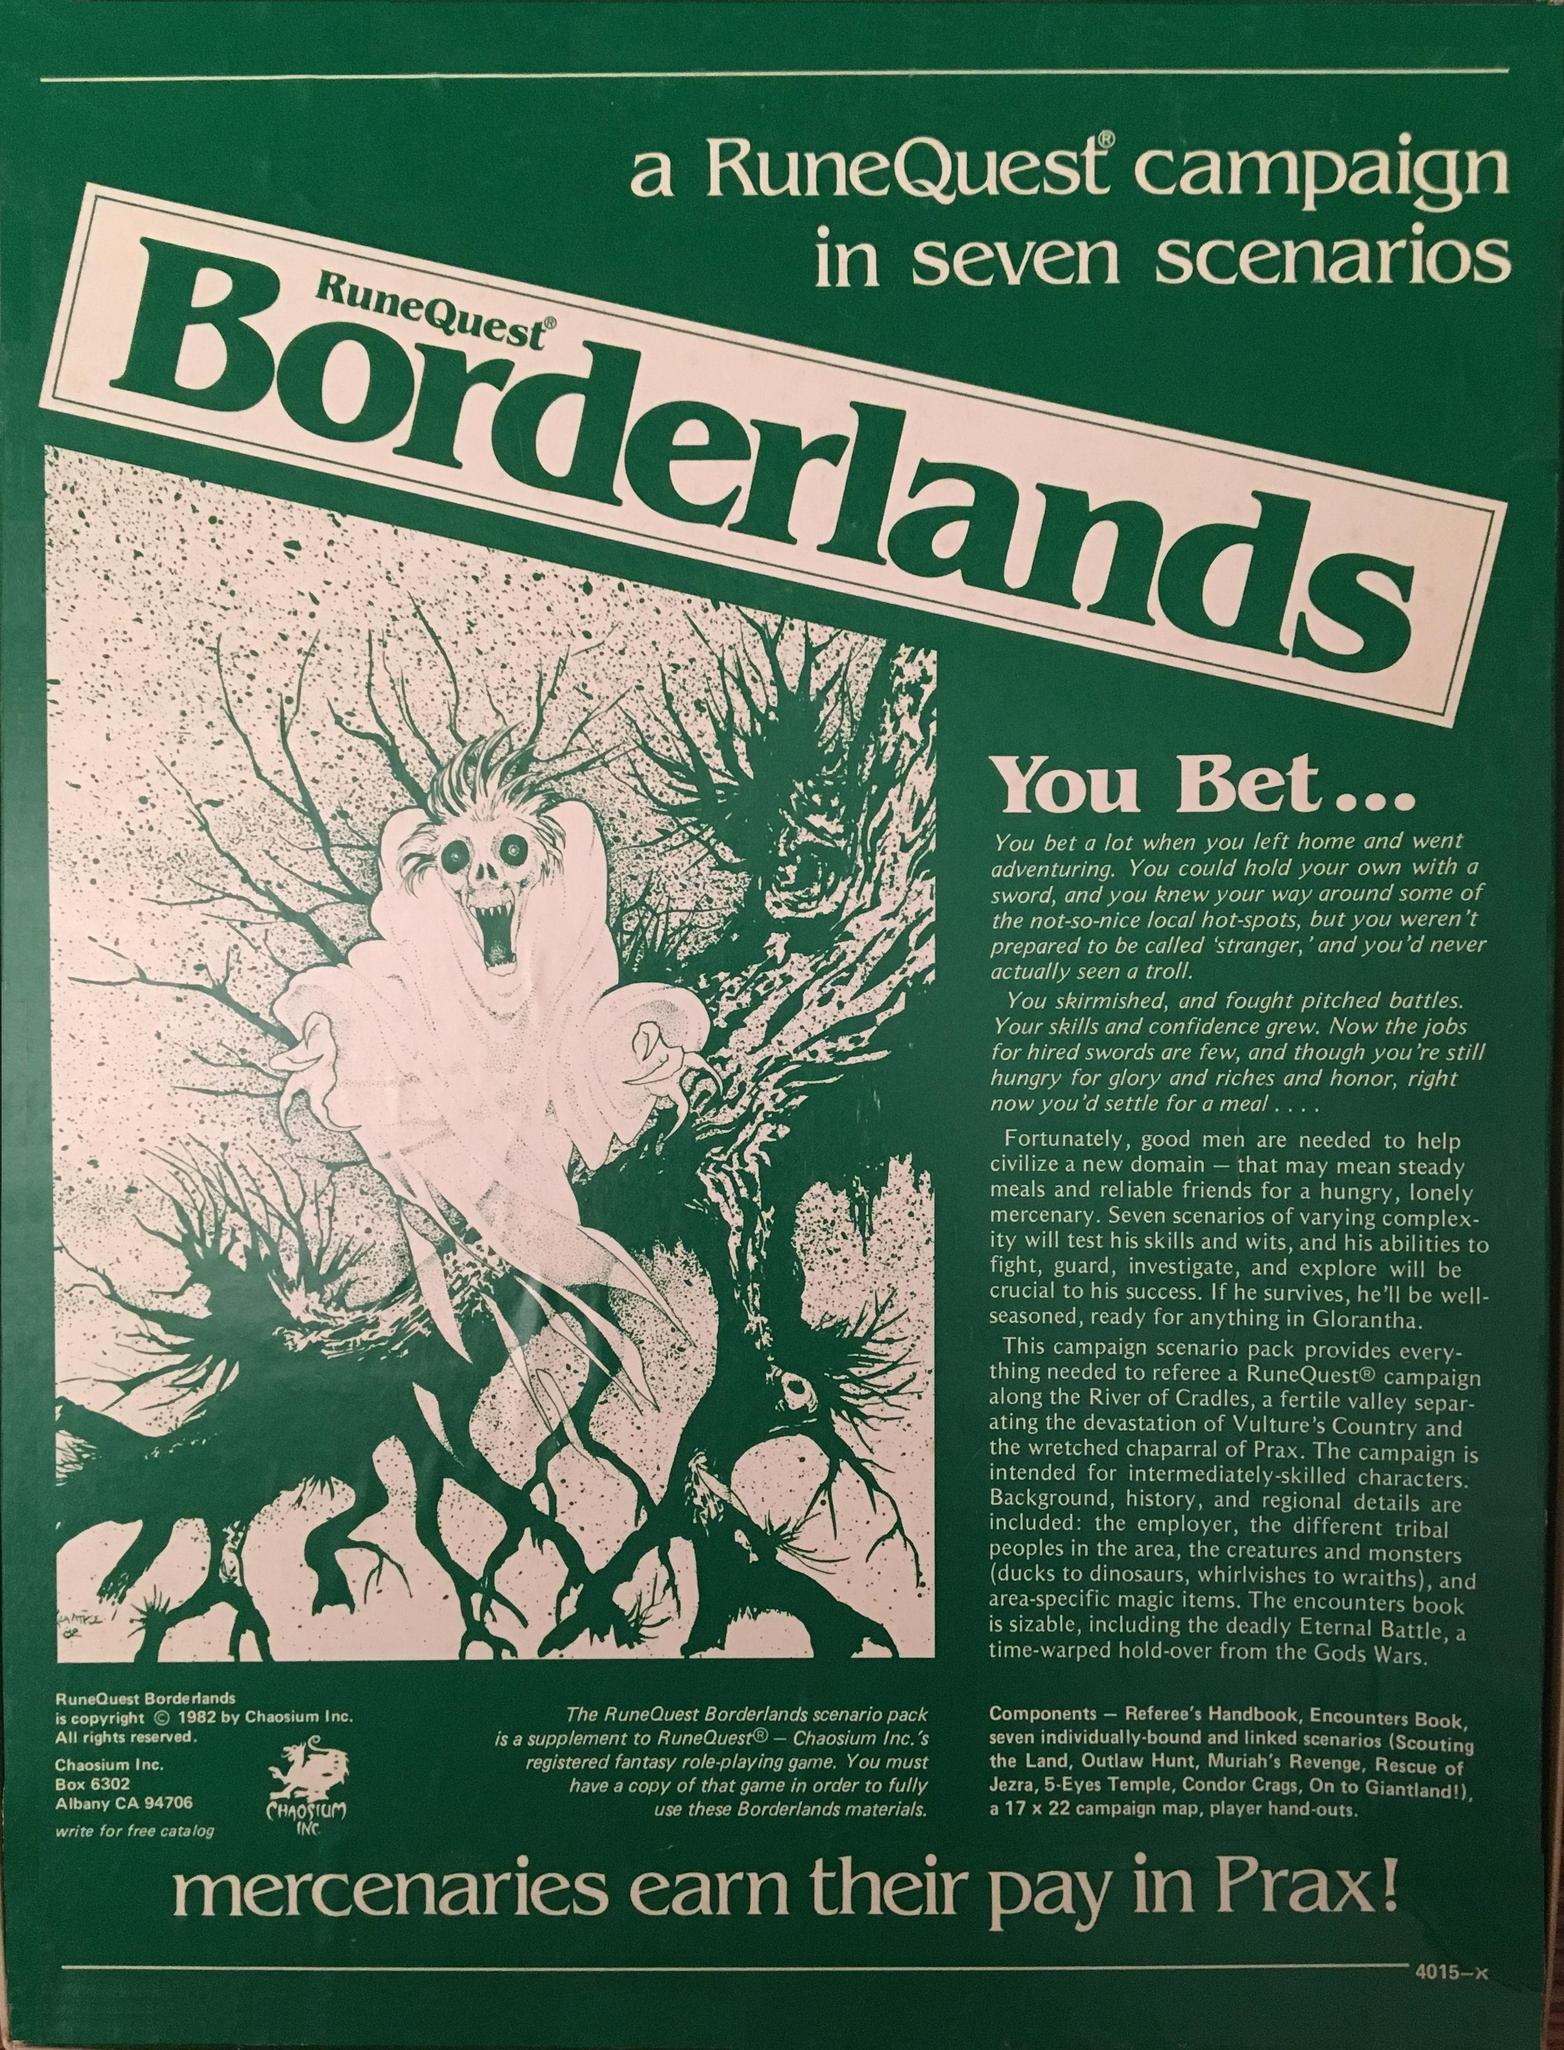 a RuneQuest® campaign
in seven scenarios
RuneQuest®
Borderlands
You Bet...
You bet a lot when you left home and went
adventuring. You could hold your own with a
sword, and you knew your way around some of
the not-so-nice local hot-spots, but you weren't
prepared to be called 'stranger,' and you'd never
actually seen a troll.
You skirmished, and fought pitched battles.
Your skills and confidence grew. Now the jobs
for hired swords are few, and though you're still
hungry for glory and riches and honor, right
now you'd settle for a meal . . . .
Fortunately, good men are needed to help
civilize a new domain — that may mean steady
meals and reliable friends for a hungry, lonely
mercenary. Seven scenarios of varying complex-
ity will test his skills and wits, and his abilities to
fight, guard, investigate, and explore will be
crucial to his success. If he survives, he'll be well-
seasoned, ready for anything in Glorantha.
This campaign scenario pack provides every-
thing needed to referee a RuneQuest® campaign
along the River of Cradles, a fertile valley separ-
ating the devastation of Vulture's Country and
the wretched chaparral of Prax. The campaign is
intended for intermediately-skilled characters.
Background, history, and regional details are
included: the employer, the different tribal
peoples in the area, the creatures and monsters
(ducks to dinosaurs, whirlvishes to wraiths), and
area-specific magic items. The encounters book
is sizable, including the deadly Eternal Battle, a
time-warped hold-over from the Gods Wars.
RuneQuest Borderlands
is copyright © 1982 by Chaosium Inc.
All rights reserved.
Chaosium Inc.
Box 6302
Albany CA 94706
write for free catalog
CHAOSIUM
INC.
The RuneQuest Borderlands scenario pack
is a supplement to RuneQuest® — Chaosium Inc.'s
registered fantasy role-playing game. You must
have a copy of that game in order to fully
use these Borderlands materials.
Components — Referee's Handbook, Encounters Book,
seven individually-bound and linked scenarios (Scouting
the Land, Outlaw Hunt, Muriah's Revenge, Rescue of
Jezra, 5-Eyes Temple, Condor Crags, On to Giantland!),
a 17 x 22 campaign map, player hand-outs.
mercenaries earn their pay in Prax!
4015–X